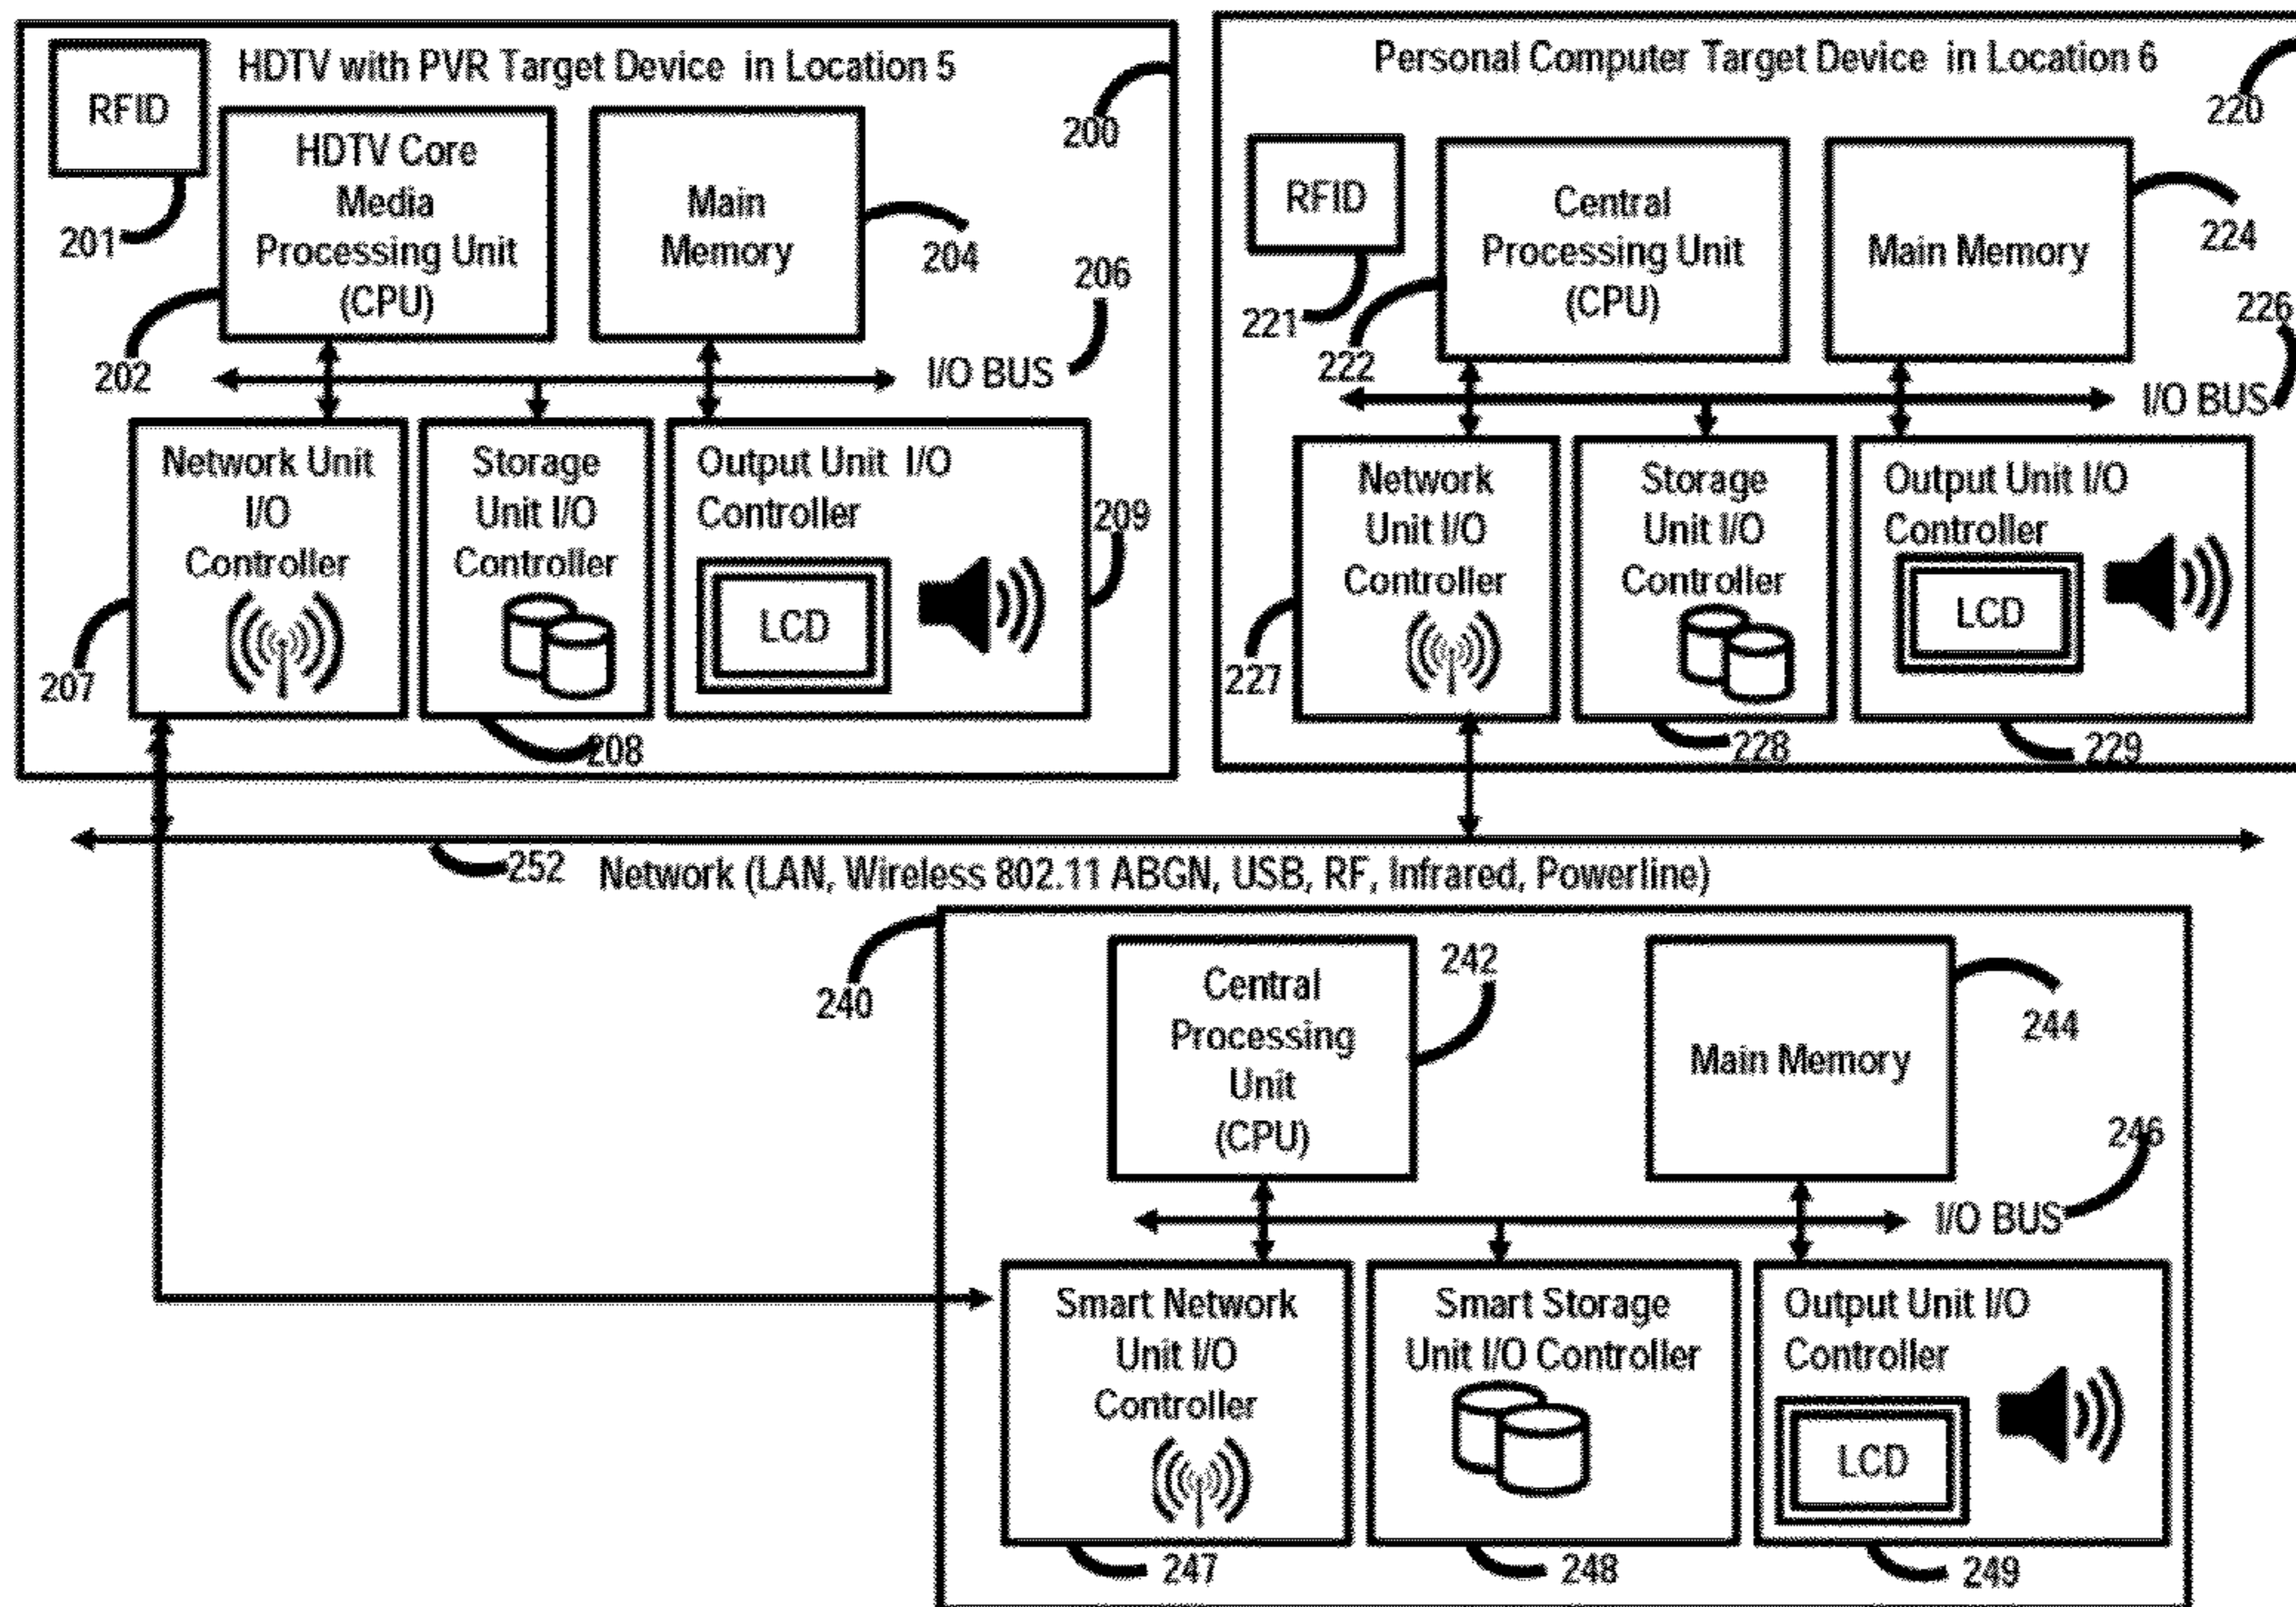 HDTV with PVR Target Device in Location 5
200
RFID
201
HDTV Core
Media
Processing Unit
(CPU)
202
Main
Memory
204
206
I/O BUS
Network Unit
I/O
Controller
207
Storage
Unit I/O
Controller
208
Output Unit I/O
Controller
LCD
209
Personal Computer Target Device in Location 6
220
RFID
221
Central
Processing Unit
(CPU)
222
Main Memory
224
226
I/O BUS
Network
Unit I/O
Controller
227
Storage
Unit I/O
Controller
228
Output Unit I/O
Controller
LCD
229
252
Network (LAN, Wireless 802.11 ABGN, USB, RF, Infrared, Powerline)
240
Central
Processing
Unit
(CPU)
242
Main Memory
244
246
I/O BUS
Smart Network
Unit I/O
Controller
247
Smart Storage
Unit I/O Controller
248
Output Unit I/O
Controller
LCD
249